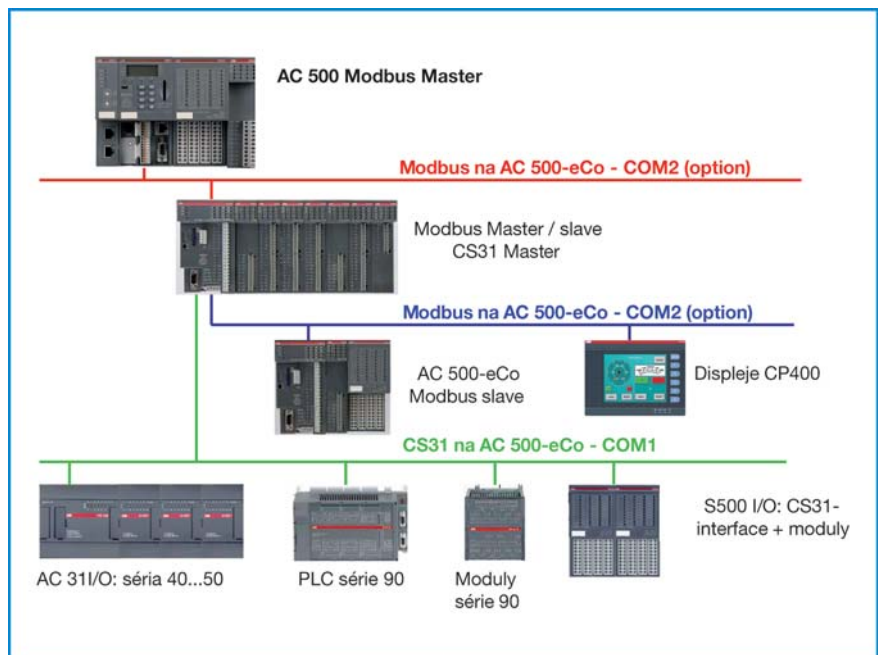 AC 500 Modbus Master
Modbus na AC 500-eCo - COM2 (option)
Modbus Master / slave
CS31 Master
Modbus na AC 500-eCo - COM2 (option)
AC 500-eCo
Modbus slave
Displeje CP400
CS31 na AC 500-eCo - COM1
AC 31I/O: séria 40...50
PLC série 90
Moduly
série 90
S500 I/O: CS31-
interface + moduly